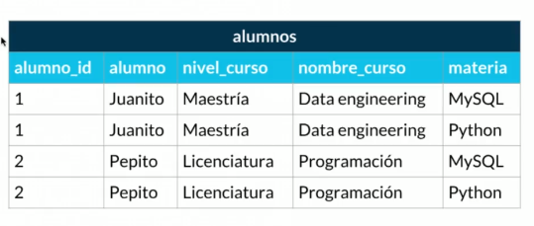 alumnos
alumno_id alumno nivel_curso nombre_curso materia
1 Juanito Maestría Data engineering MySQL
1 Juanito Maestría Data engineering Python
2 Pepito Licenciatura Programación MySQL
2 Pepito Licenciatura Programación Python